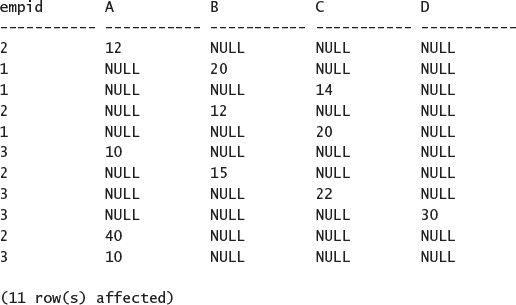 empid       A           B           C           D
----------- ----------- ----------- ----------- -----------
2           12          NULL        NULL        NULL
1           NULL        20          NULL        NULL
1           NULL        NULL        14          NULL
2           NULL        12          NULL        NULL
1           NULL        NULL        20          NULL
3           10          NULL        NULL        NULL
2           NULL        15          NULL        NULL
3           NULL        NULL        22          NULL
3           NULL        NULL        NULL        30
2           40          NULL        NULL        NULL
3           10          NULL        NULL        NULL

(11 row(s) affected)